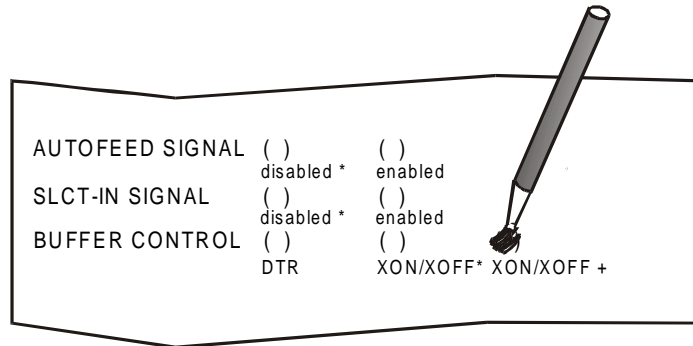 AUTOFEED SIGNAL ( ) ( )
disabled * enabled
SLCT-IN SIGNAL ( ) ( )
disabled * enabled
BUFFER CONTROL ( ) ( )
DTR XON/XOFF* XON/XOFF +